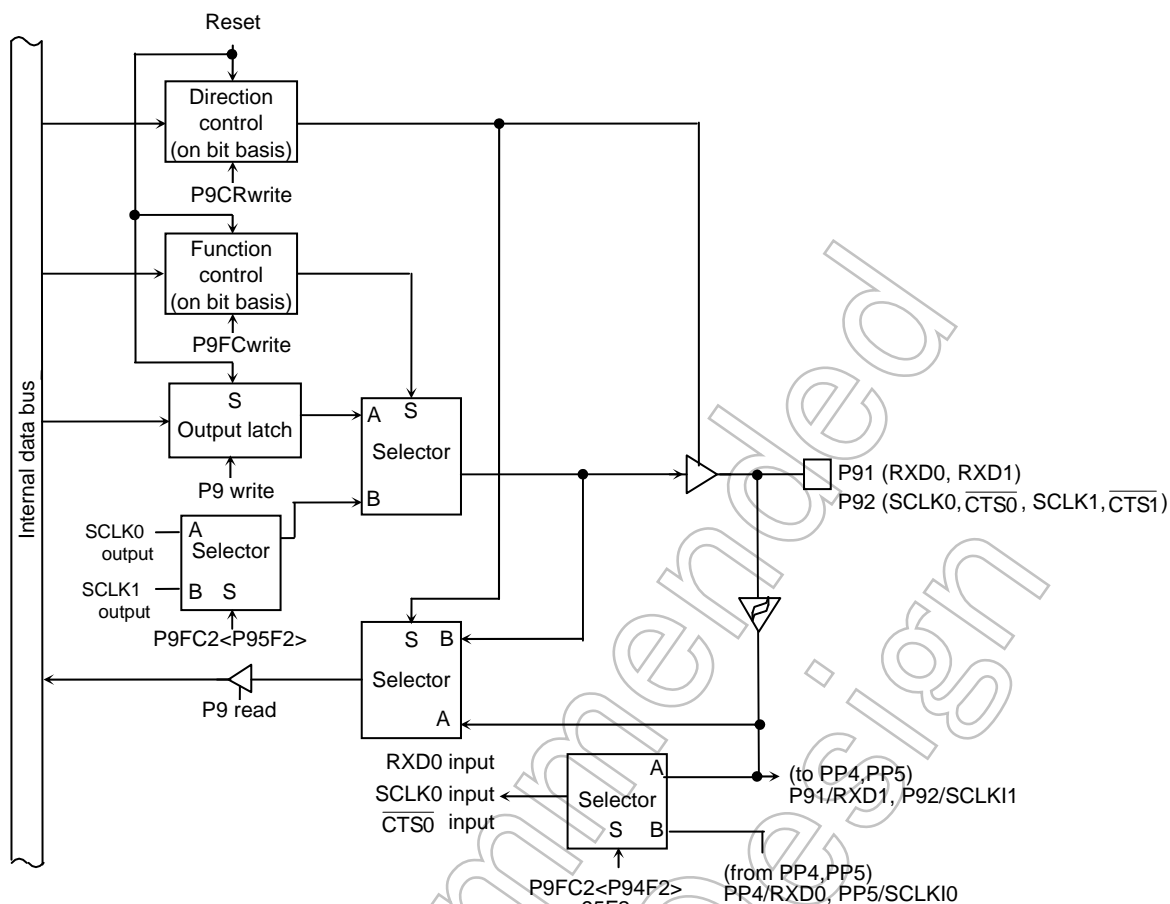 Reset
Internal data bus
Direction
control
(on bit basis)
P9CRwrite
Function
control
(on bit basis)
P9FCwrite
S
Output latch
P9 write
A
S
Selector
B
SCLK0
output
SCLK1
output
A
Selector
B S
P9FC2<P95F2>
P91 (RXD0, RXD1)
P92 (SCLK0, CTS0, SCLK1, CTS1)
S B
Selector
A
P9 read
RXD0 input
SCLK0 input
CTS0 input
A
Selector
S B
(to PP4,PP5)
P91/RXD1, P92/SCLKI1
P9FC2<P94F2>
(from PP4,PP5)
PP4/RXD0, PP5/SCLKI0
mmended
esign